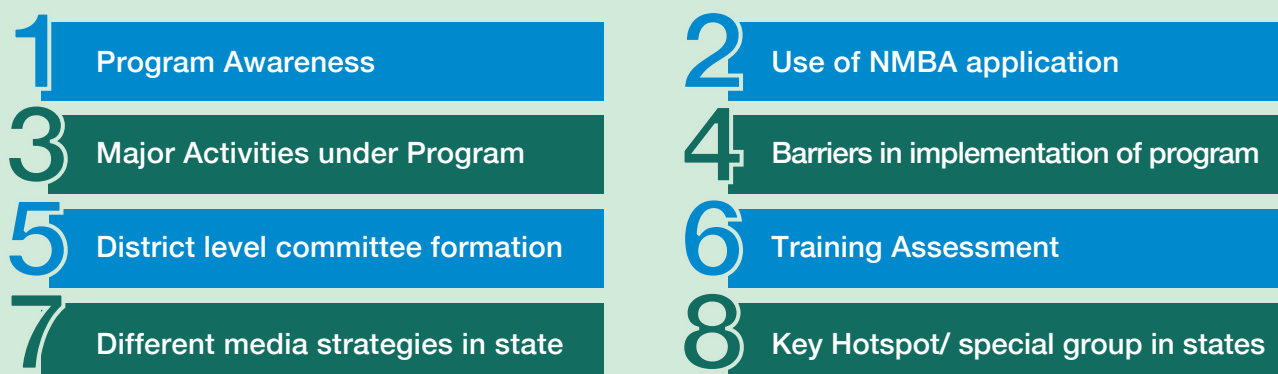 1 Program Awareness
2 Use of NMBA application
3 Major Activities under Program
4 Barriers in implementation of program
5 District level committee formation
6 Training Assessment
7 Different media strategies in state
8 Key Hotspot/ special group in states